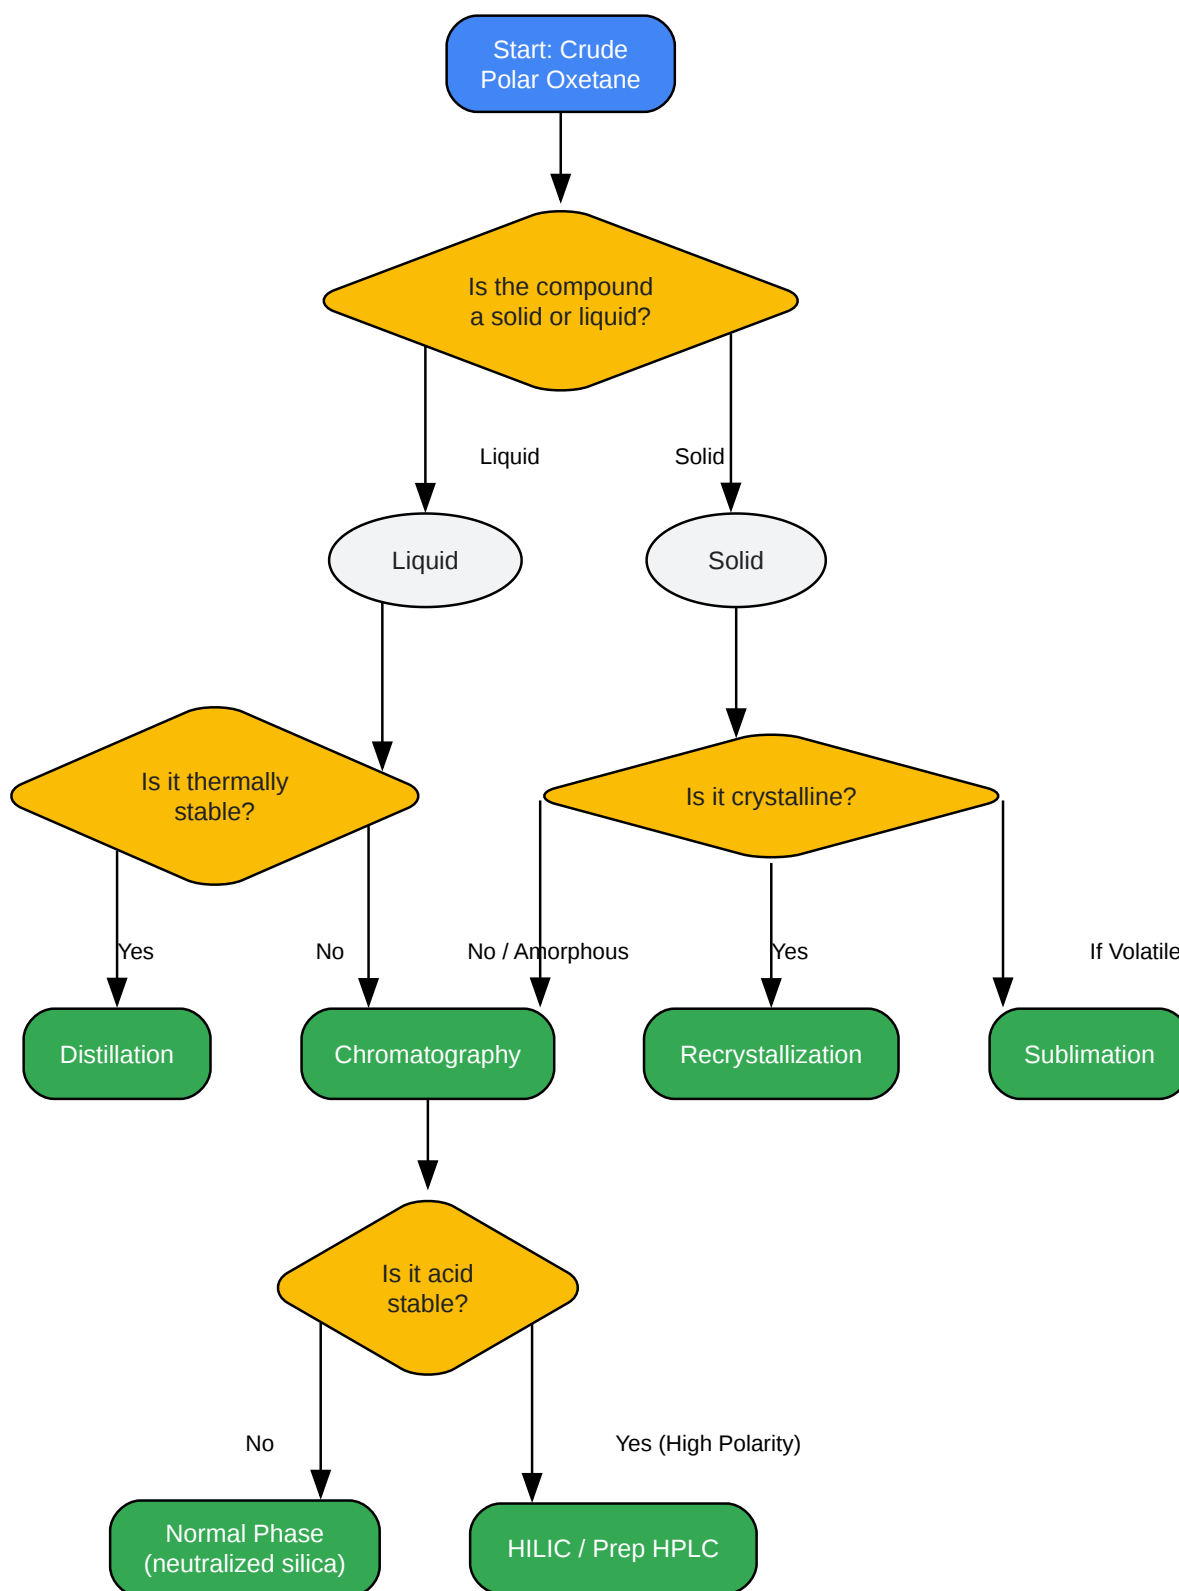 Start: Crude
Polar Oxetane
Is the compound
a solid or liquid?
Liquid
Solid
Liquid
Solid
Is it thermally
stable?
Is it crystalline?
Yes
No
No / Amorphous
Yes
If Volatile
Distillation
Chromatography
Recrystallization
Sublimation
Is it acid
stable?
No
Yes (High Polarity)
Normal Phase
(neutralized silica)
HILIC / Prep HPLC